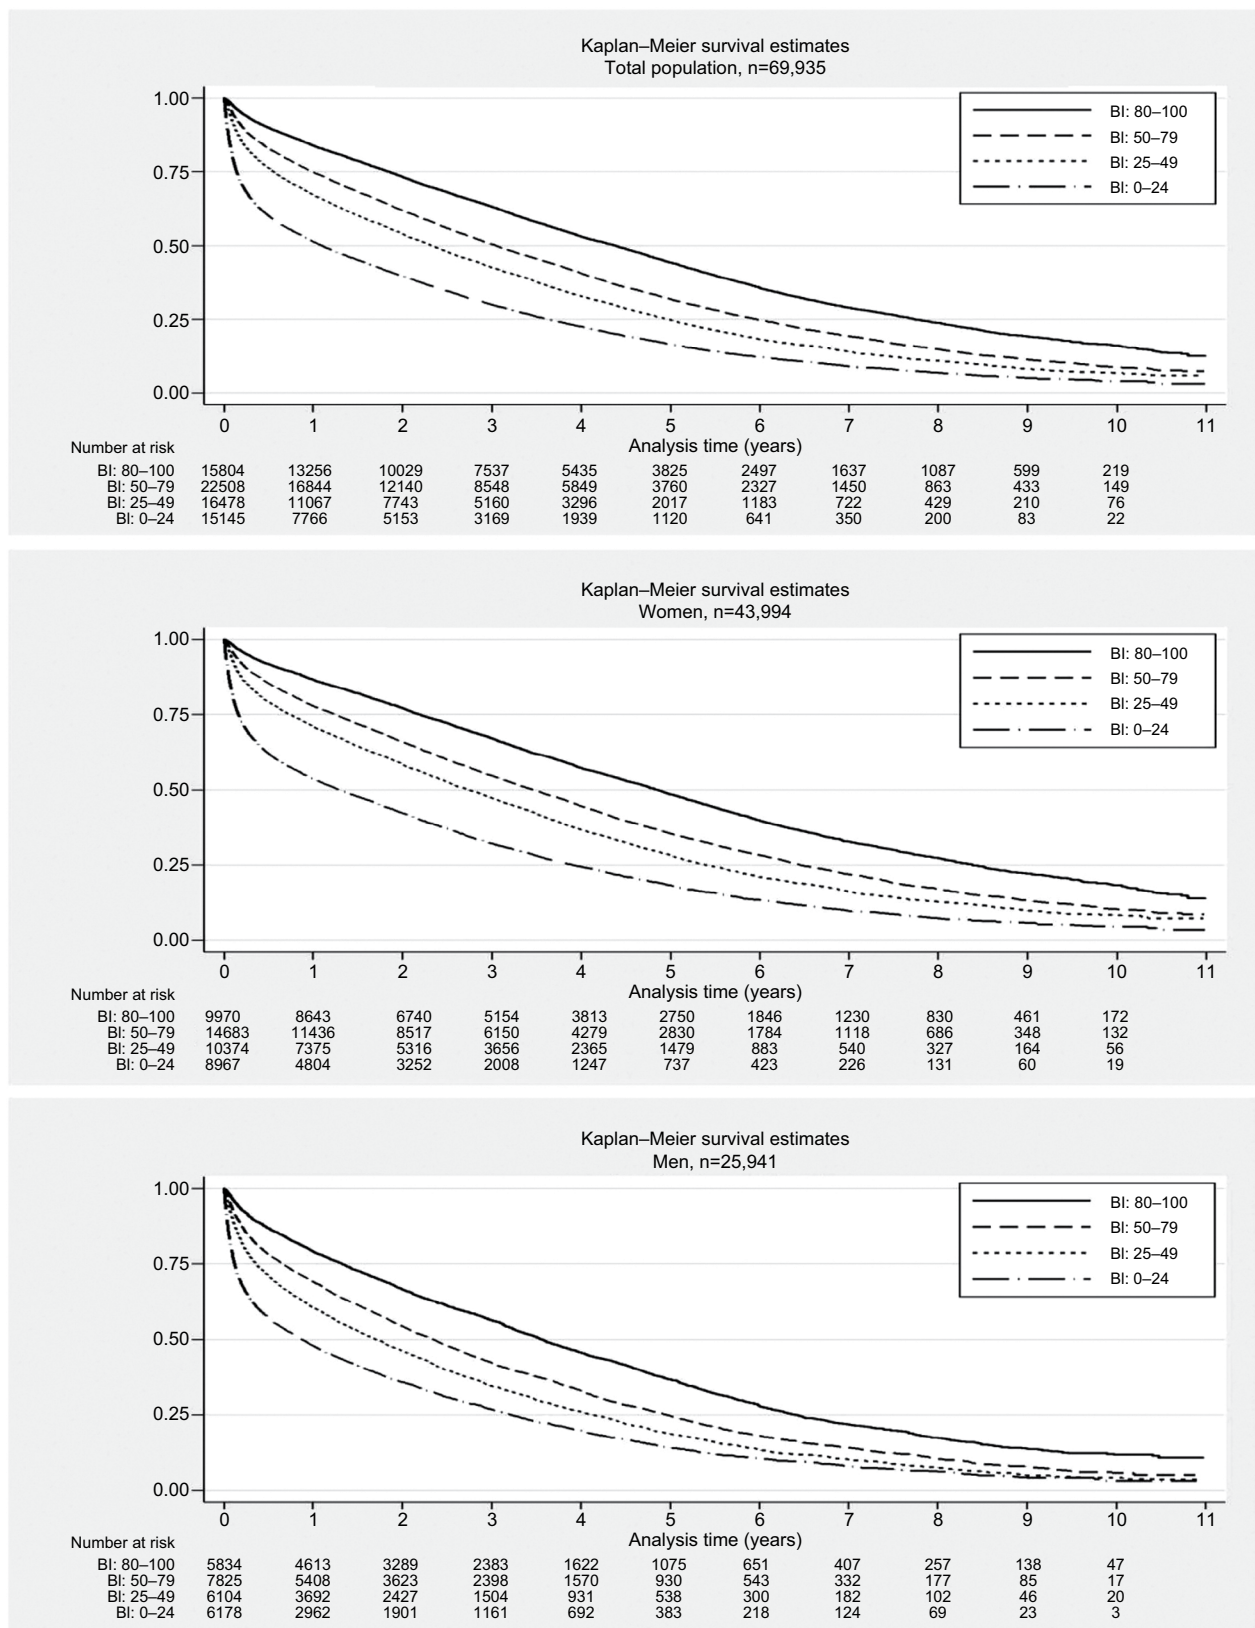 Kaplan–Meier survival estimates
Total population, n=69,935
1.00
0.75
0.50
0.25
0.00
BI: 80–100
BI: 50–79
BI: 25–49
BI: 0–24
0 1 2 3 4 5 6 7 8 9 10 11
Analysis time (years)
Number at risk
BI: 80–100 15804 13256 10029 7537 5435 3825 2497 1637 1087 599 219
BI: 50–79 22508 16844 12140 8548 5849 3760 2327 1450 863 433 149
BI: 25–49 16478 11067 7743 5160 3296 2017 1183 722 429 210 76
BI: 0–24 15145 7766 5153 3169 1939 1120 641 350 200 83 22
Kaplan–Meier survival estimates
Women, n=43,994
1.00
0.75
0.50
0.25
0.00
BI: 80–100
BI: 50–79
BI: 25–49
BI: 0–24
0 1 2 3 4 5 6 7 8 9 10 11
Analysis time (years)
Number at risk
BI: 80–100 9970 8643 6740 5154 3813 2750 1846 1230 830 461 172
BI: 50–79 14683 11436 8517 6150 4279 2830 1784 1118 686 348 132
BI: 25–49 10374 7375 5316 3656 2365 1479 883 540 327 164 56
BI: 0–24 8967 4804 3252 2008 1247 737 423 226 131 60 19
Kaplan–Meier survival estimates
Men, n=25,941
1.00
0.75
0.50
0.25
0.00
BI: 80–100
BI: 50–79
BI: 25–49
BI: 0–24
0 1 2 3 4 5 6 7 8 9 10 11
Analysis time (years)
Number at risk
BI: 80–100 5834 4613 3289 2383 1622 1075 651 407 257 138 47
BI: 50–79 7825 5408 3623 2398 1570 930 543 332 177 85 17
BI: 25–49 6104 3692 2427 1504 931 538 300 182 102 46 20
BI: 0–24 6178 2962 1901 1161 692 383 218 124 69 23 3